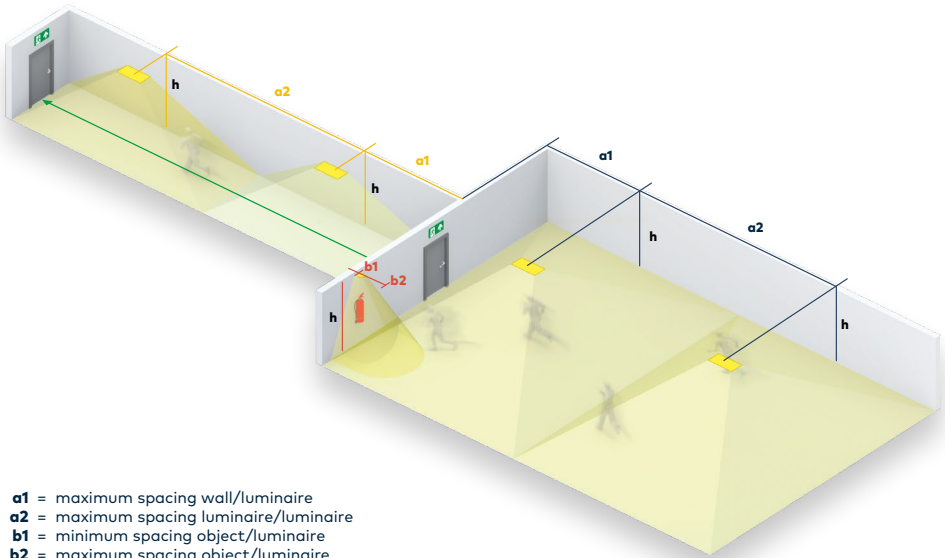 h
a2
a1
h
a1
h
a2
h
b1
b2
h
a1 = maximum spacing wall/luminaire
a2 = maximum spacing luminaire/luminaire
b1 = minimum spacing object/luminaire
b2 = maximum spacing object/luminaire